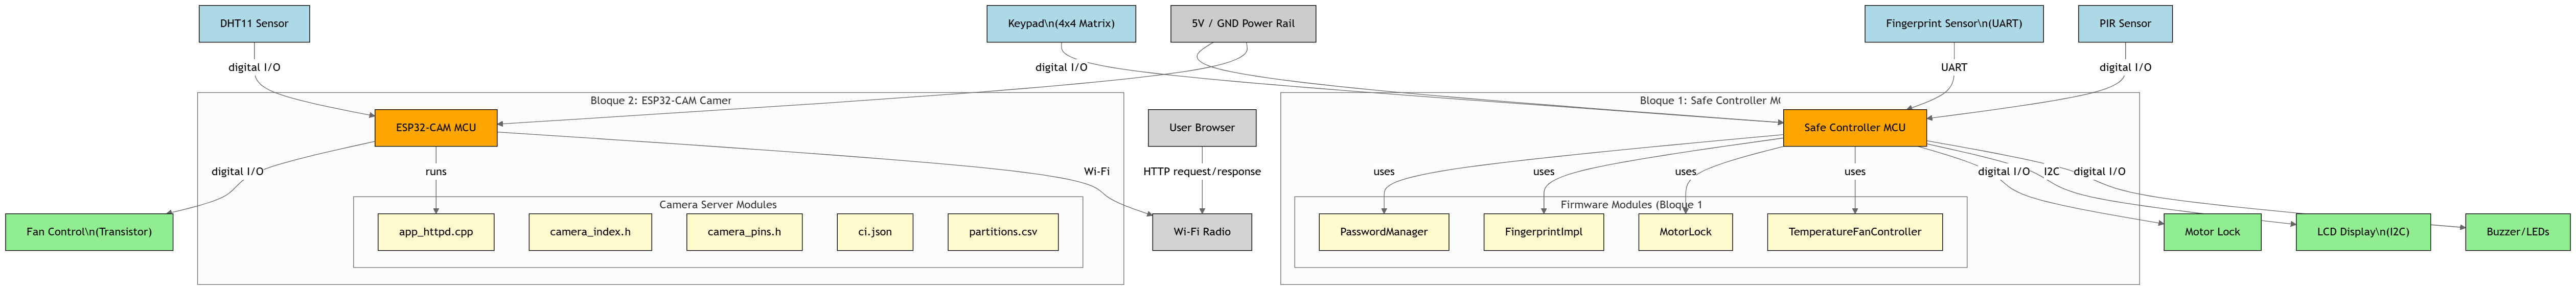 DHT11 Sensor
Keypad\n(4x4 Matrix)
5V / GND Power Rail
Fingerprint Sensor\n(UART)
PIR Sensor
digital I/O
digital I/O
UART
digital I/O
Bloque 2: ESP32-CAM Camer
Bloque 1: Safe Controller M
ESP32-CAM MCU
User Browser
Safe Controller MCU
digital I/O
runs
Wi-Fi
HTTP request/response
uses
uses
uses
uses
digital I/O
I2C
digital I/O
Camera Server Modules
Firmware Modules (Bloque 1
Fan Control\n(Transistor)
app_httpd.cpp
camera_index.h
camera_pins.h
ci.json
partitions.csv
Wi-Fi Radio
PasswordManager
FingerprintImpl
MotorLock
TemperatureFanController
Motor Lock
LCD Display\n(I2C)
Buzzer/LEDs